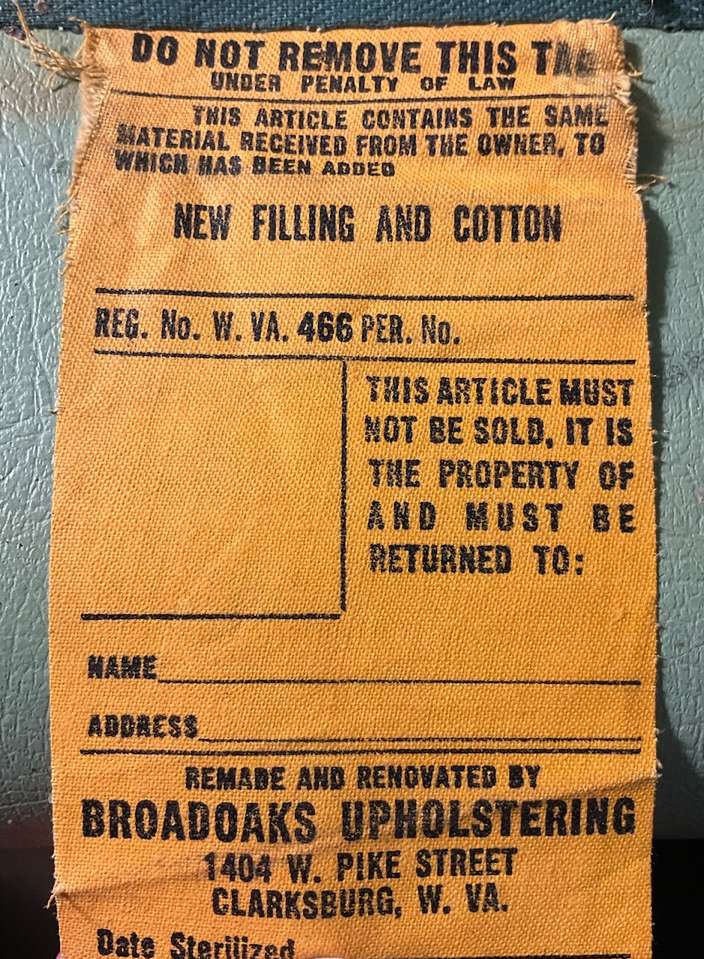 DO NOT REMOVE THIS TAG
UNDER PENALTY OF LAW
THIS ARTICLE CONTAINS THE SAME
MATERIAL RECEIVED FROM THE OWNER, TO
WHICH HAS BEEN ADDED
NEW FILLING AND COTTON
REG. No. W. VA. 466 PER. No.
THIS ARTICLE MUST
NOT BE SOLD, IT IS
THE PROPERTY OF
AND MUST BE
RETURNED TO:
NAME
ADDRESS
REMADE AND RENOVATED BY
BROADOAKS UPHOLSTERING
1404 W. PIKE STREET
CLARKSBURG, W. VA.
Date Sterilized